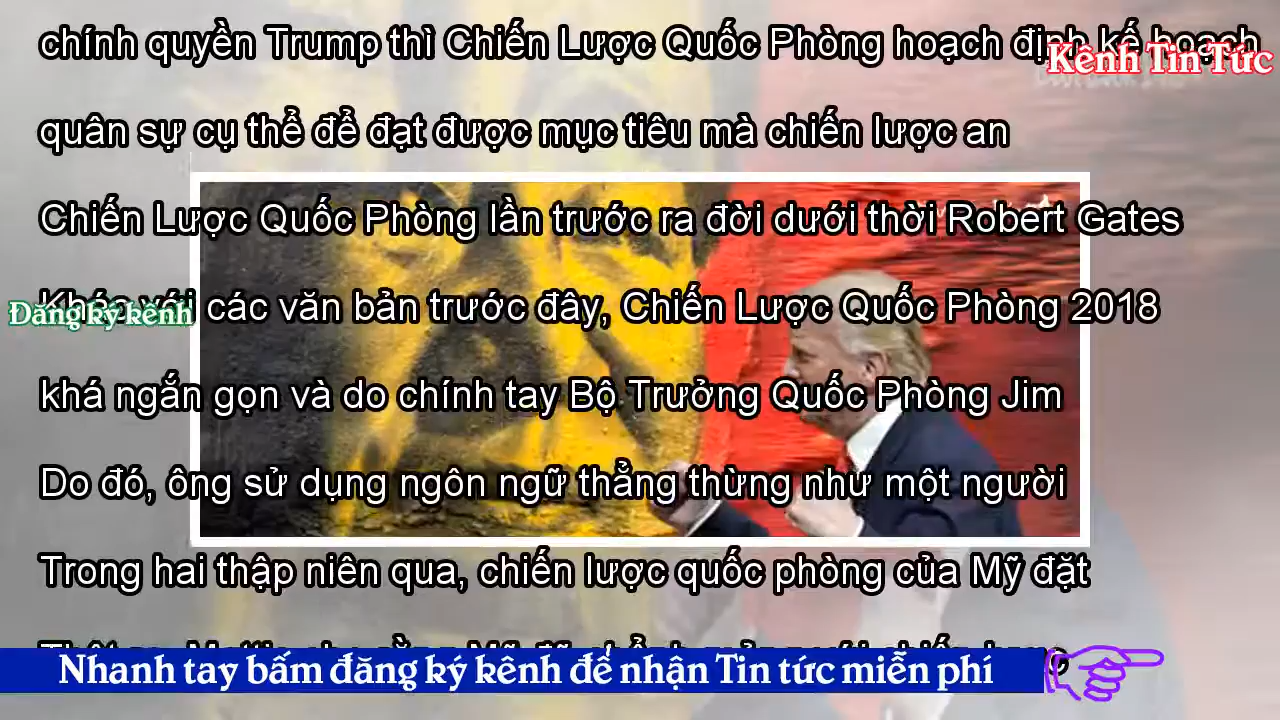 chính quyền Trump thì Chiến Lược Quốc Phòng hoạch định kế hoạch
Kênh Tin Tức
quân sự cụ thể để đạt được mục tiêu mà chiến lược an
Chiến Lược Quốc Phòng lần trước ra đời dưới thời Robert Gates
Khác với các văn bản trước đây, Chiến Lược Quốc Phòng 2018
Đăng ký kênh
khá ngắn gọn và do chính tay Bộ Trưởng Quốc Phòng Jim
Do đó, ông sử dụng ngôn ngữ thẳng thừng như một người
Trong hai thập niên qua, chiến lược quốc phòng của Mỹ đặt
Nhanh tay bấm đăng ký kênh để nhận Tin tức miễn phí